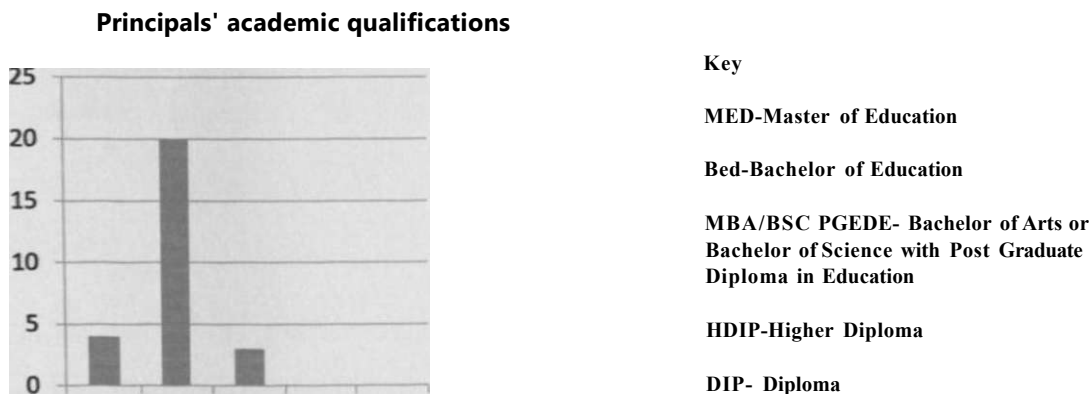 Principals' academic qualifications
25
20
15
10
5
0
Key
MED-Master of Education
Bed-Bachelor of Education
MBA/BSC PGEDE- Bachelor of Arts or
Bachelor of Science with Post Graduate
Diploma in Education
HDIP-Higher Diploma
DIP- Diploma